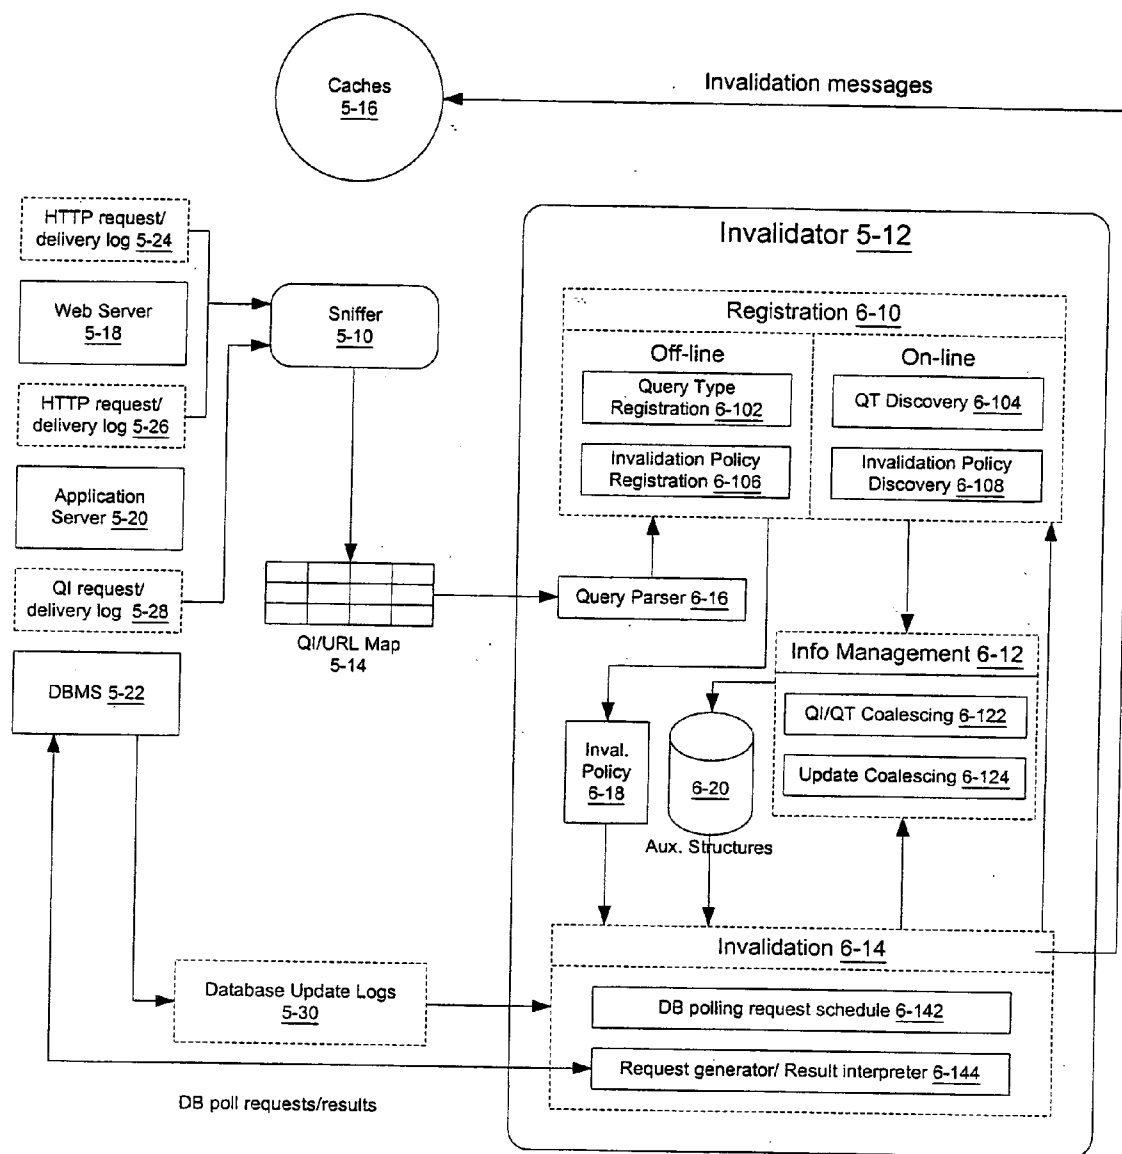 Caches
5-16
Invalidation messages
HTTP request/
delivery log 5-24
Web Server
5-18
HTTP request/
delivery log 5-26
Application
Server 5-20
QI request/
delivery log 5-28
DBMS 5-22
Sniffer
5-10
QI/URL Map
5-14
Invalidator 5-12
Registration 6-10
Off-line
Query Type
Registration 6-102
Invalidation Policy
Registration 6-106
On-line
QT Discovery 6-104
Invalidation Policy
Discovery 6-108
Query Parser 6-16
Info Management 6-12
QI/QT Coalescing 6-122
Update Coalescing 6-124
Inval.
Policy
6-18
6-20
Aux. Structures
Invalidation 6-14
DB polling request schedule 6-142
Request generator/ Result interpreter 6-144
Database Update Logs
5-30
DB poll requests/results